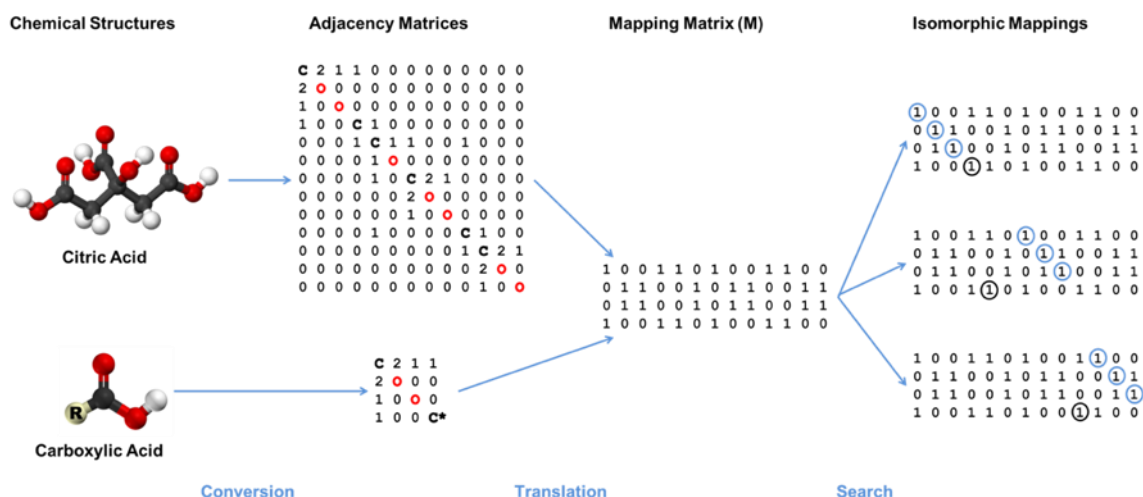 Chemical Structures
Adjacency Matrices
Mapping Matrix (M)
Isomorphic Mappings
C 2 1 1 0 0 0 0 0 0 0 0 0
2 O 0 0 0 0 0 0 0 0 0 0 0
1 0 O 0 0 0 0 0 0 0 0 0 0
1 0 0 C 1 0 0 0 0 0 0 0 0
0 0 0 1 C 1 1 0 0 1 0 0 0
0 0 0 0 1 O 0 0 0 0 0 0 0
0 0 0 0 1 0 C 2 1 0 0 0 0
0 0 0 0 0 0 2 O 0 0 0 0 0
0 0 0 0 0 0 1 0 O 0 0 0 0
0 0 0 0 1 0 0 0 0 C 1 0 0
0 0 0 0 0 0 0 0 0 1 C 2 1
0 0 0 0 0 0 0 0 0 0 2 O 0
0 0 0 0 0 0 0 0 0 0 1 0 O
Citric Acid
1 0 0 1 1 0 1 0 0 1 1 0 0
0 1 1 0 0 1 0 1 1 0 0 1 1
0 1 1 0 0 1 0 1 1 0 0 1 1
1 0 0 1 1 0 1 0 0 1 1 0 0
1 0 0 1 1 0 1 0 0 1 1 0 0
0 1 1 0 0 1 0 1 1 0 0 1 1
0 1 1 0 0 1 0 1 1 0 0 1 1
1 0 0 1 1 0 1 0 0 1 1 0 0
1 0 0 1 1 0 1 0 0 1 1 0 0
0 1 1 0 0 1 0 1 1 0 0 1 1
0 1 1 0 0 1 0 1 1 0 0 1 1
1 0 0 1 1 0 1 0 0 1 1 0 0
1 0 0 1 1 0 1 0 0 1 1 0 0
0 1 1 0 0 1 0 1 1 0 0 1 1
0 1 1 0 0 1 0 1 1 0 0 1 1
1 0 0 1 1 0 1 0 0 1 1 0 0
R
C 2 1 1
2 O 0 0
1 0 O 0
1 0 0 C*
Carboxylic Acid
Conversion
Translation
Search